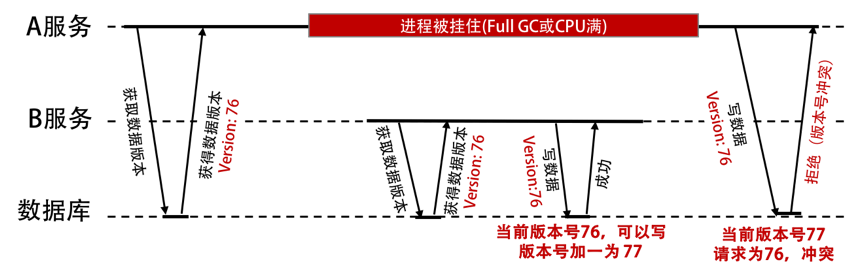 A服务
进程被挂住(Full GC或CPU满)
获取数据版本
获得数据版本
Version: 76
写数据
Version: 76
拒绝（版本号冲突）
B服务
获取数据版本
获得数据版本
Version: 76
写数据
Version:76
成功
数据库
当前版本号76，可以写
版本号加一为 77
当前版本号77
请求为76，冲突